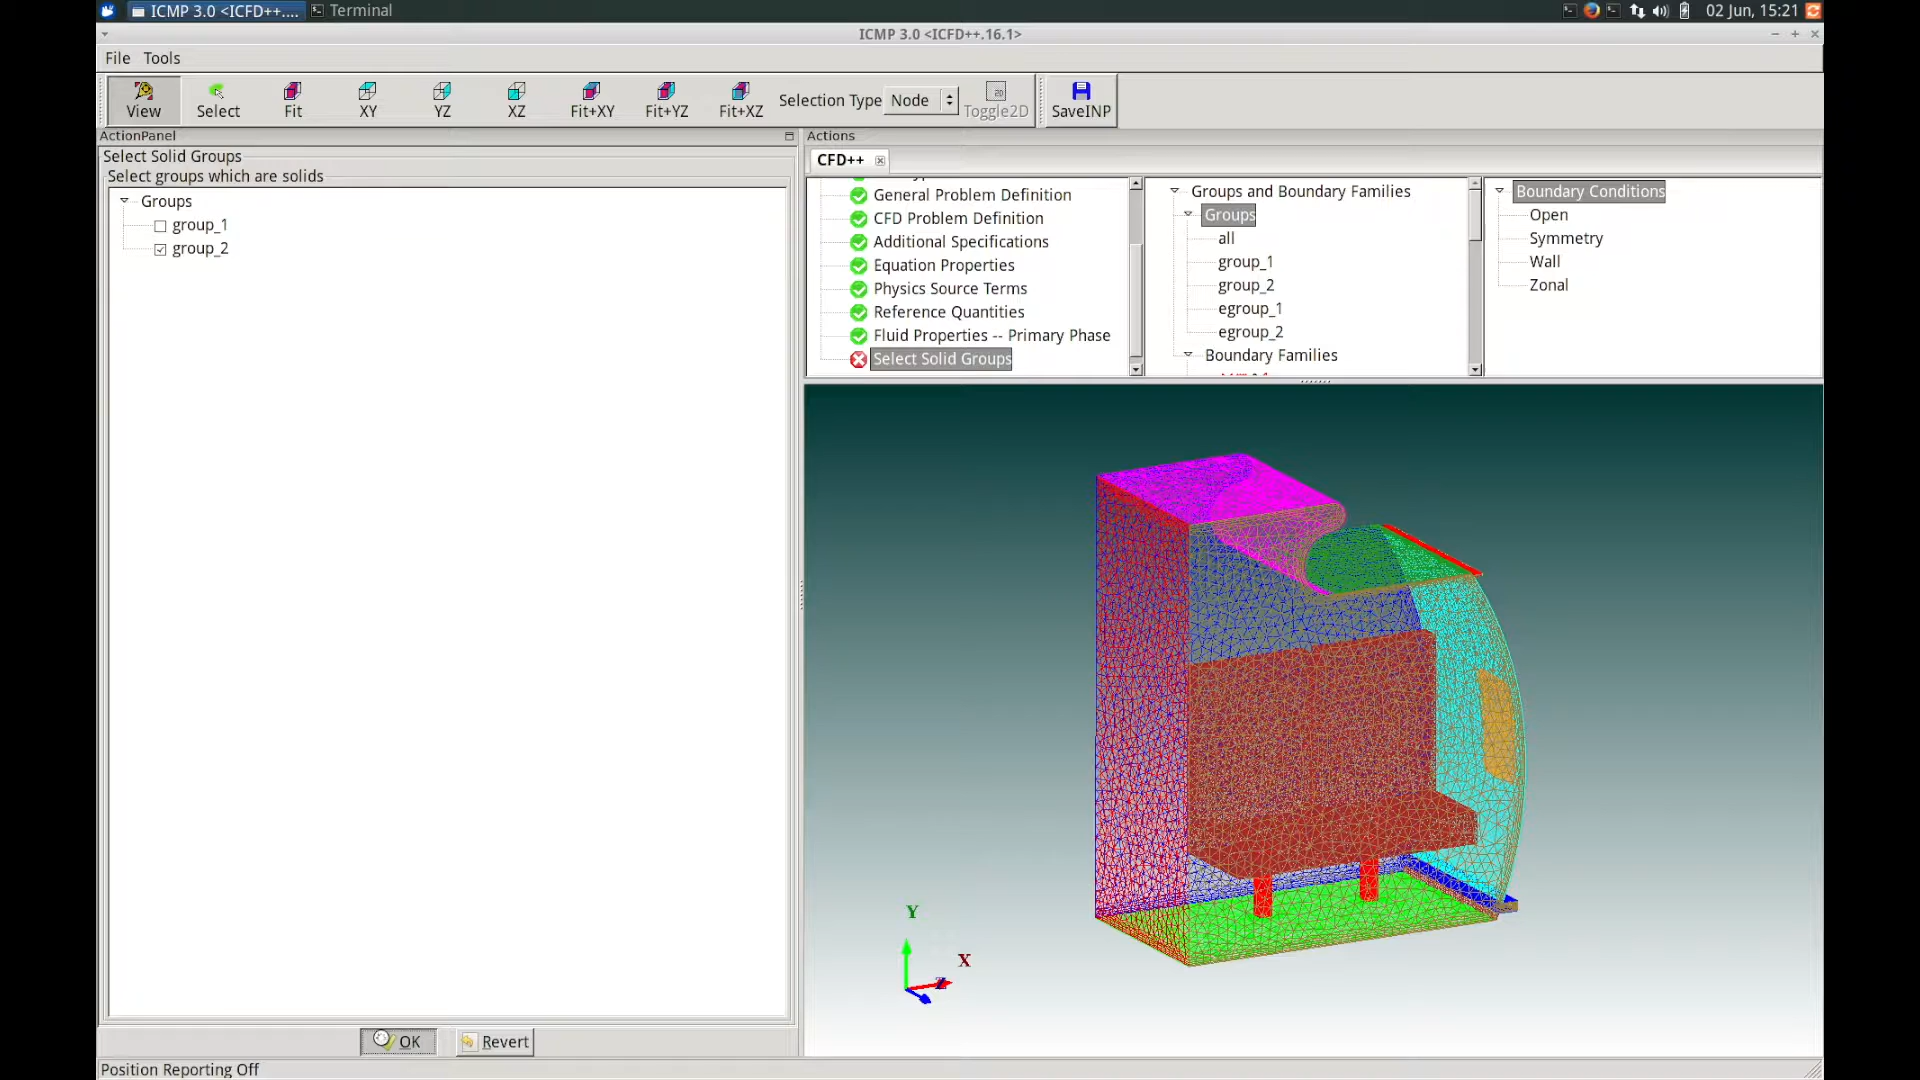 ICMP 3.0 <ICFD++.... Terminal 02 Jun, 15:21
ICMP 3.0 <ICFD++.16.1>
File Tools
View Select Fit XY YZ XZ Fit+XY Fit+YZ Fit+XZ Selection Type Node Toggle2D SaveINP
ActionPanel
Select Solid Groups
Select groups which are solids
Groups
group_1
group_2
Actions
CFD++
General Problem Definition
CFD Problem Definition
Additional Specifications
Equation Properties
Physics Source Terms
Reference Quantities
Fluid Properties -- Primary Phase
Select Solid Groups
Groups and Boundary Families
Groups
all
group_1
group_2
egroup_1
egroup_2
Boundary Families
Boundary Conditions
Open
Symmetry
Wall
Zonal
Y
X
Z
OK Revert
Position Reporting Off